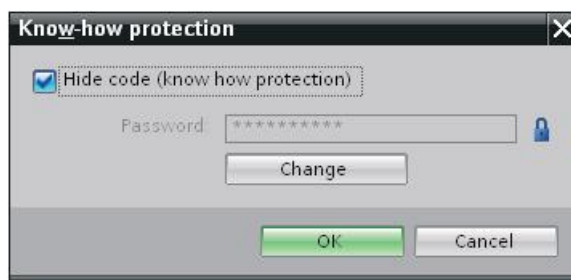 Know-how protection
Hide code (know how protection)
Password: **********
Change
OK Cancel